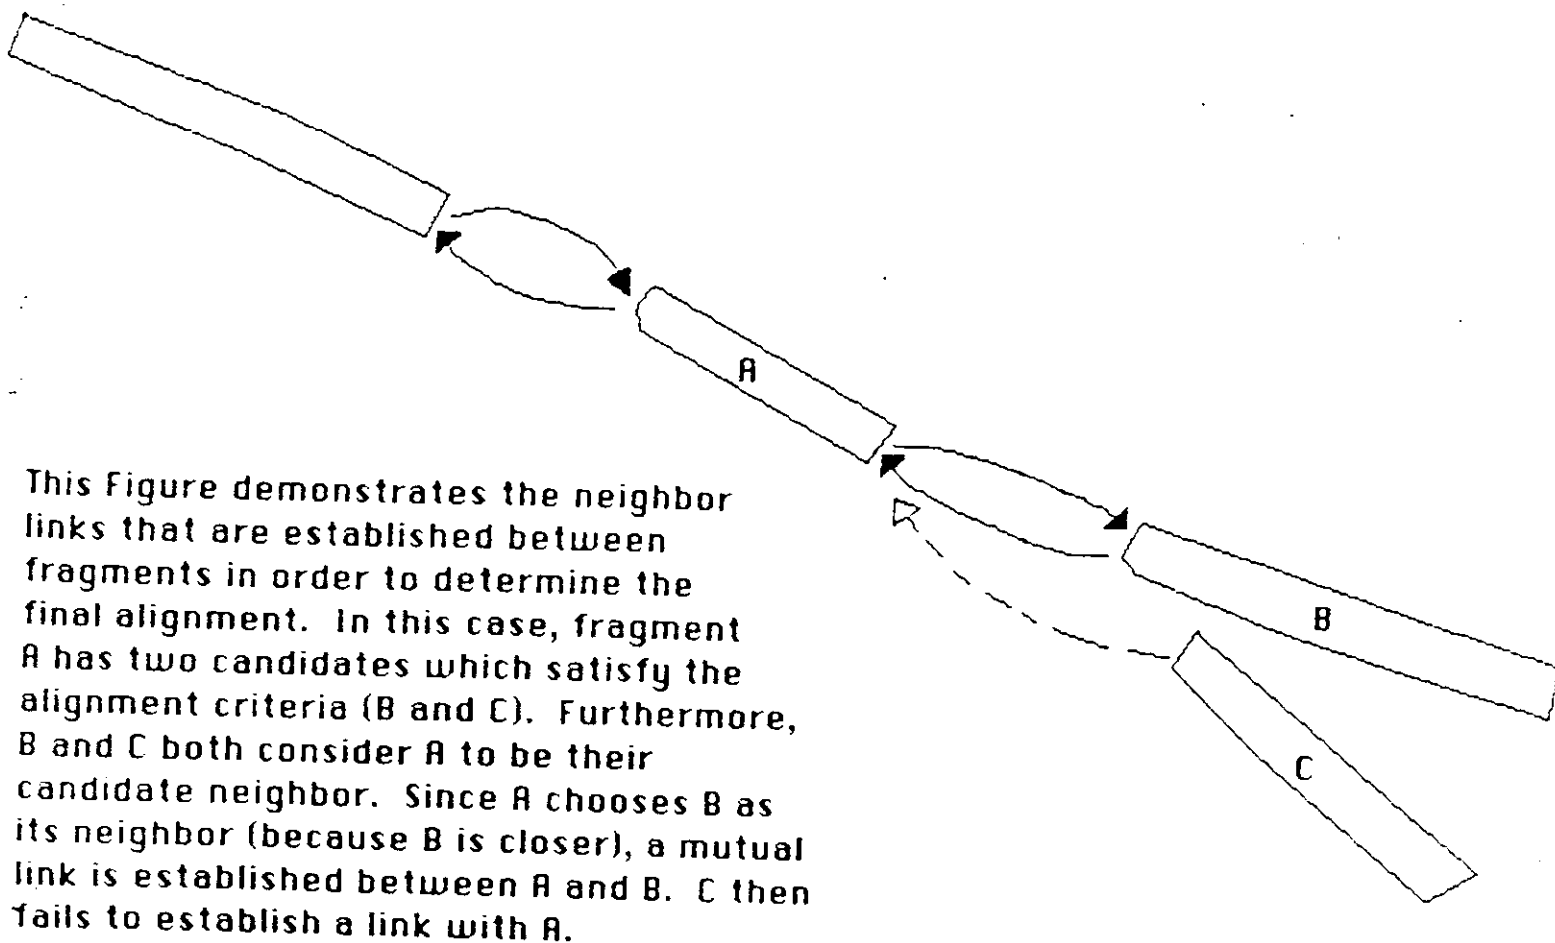 A
B
C
This Figure demonstrates the neighbor
links that are established between
fragments in order to determine the
final alignment. In this case, fragment
A has two candidates which satisfy the
alignment criteria (B and C). Furthermore,
B and C both consider A to be their
candidate neighbor. Since A chooses B as
its neighbor (because B is closer), a mutual
link is established between A and B. C then
fails to establish a link with A.